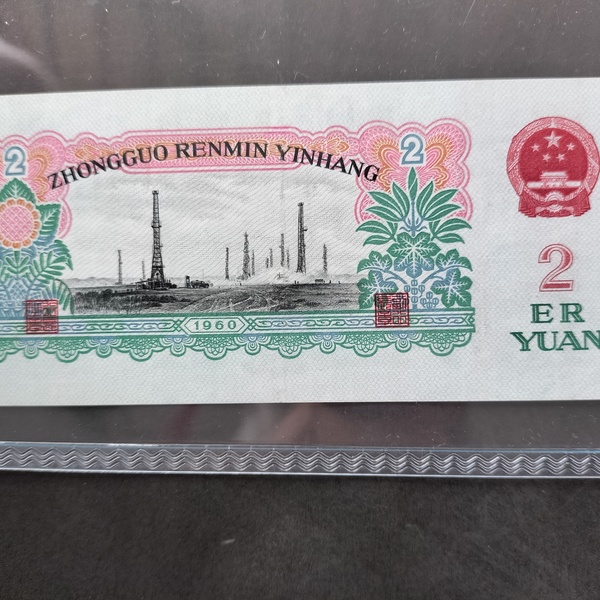 2
ZHONGGUO RENMIN YINHANG
2
1960
2
ER
YUAN